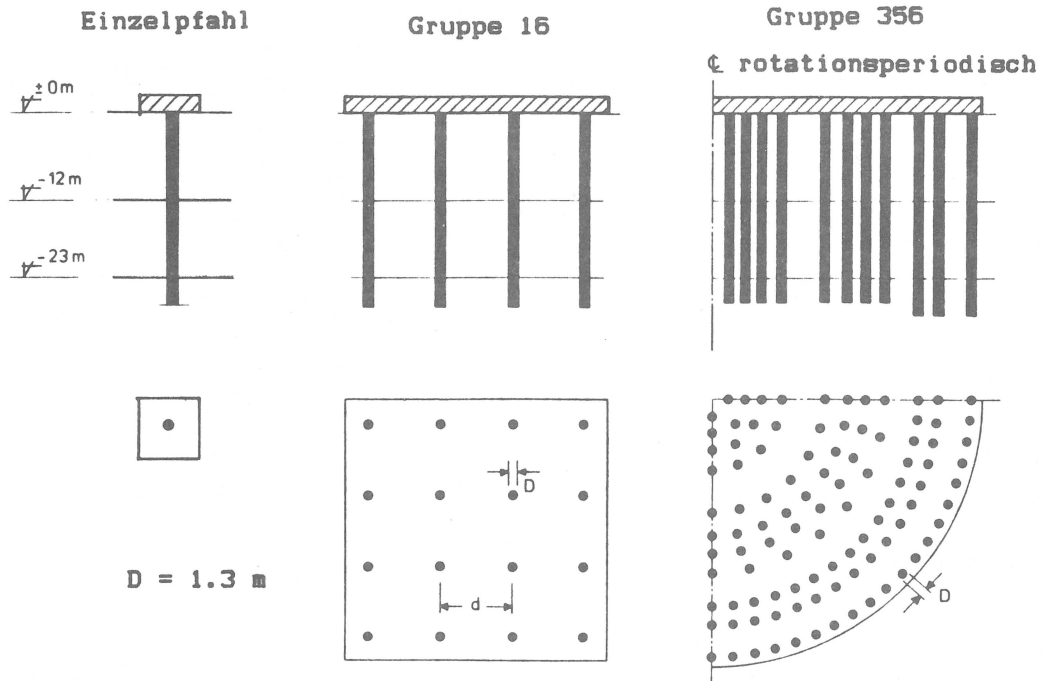 Einzelpfahl
Gruppe 16
Gruppe 356
℄ rotationsperiodisch
±0m
-12m
-23m
D
D = 1.3 m
d
D